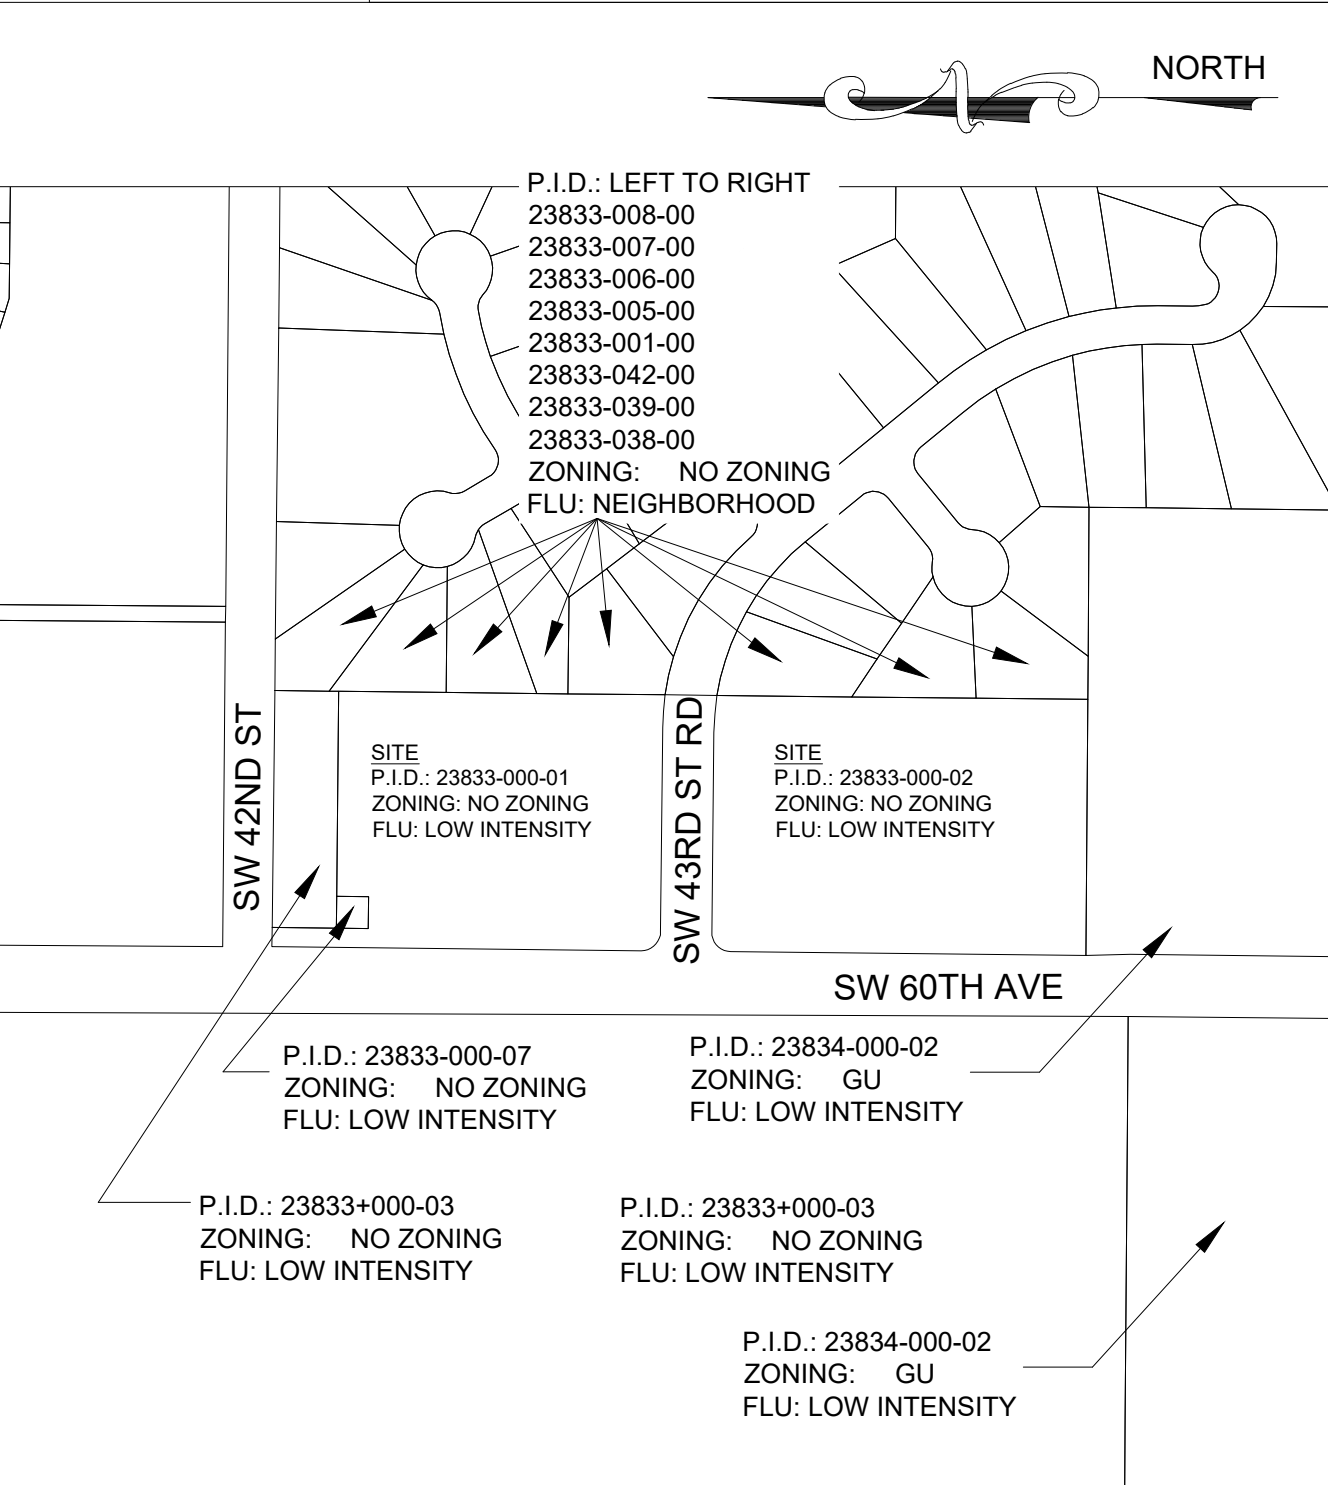 NORTH
P.I.D.: LEFT TO RIGHT
23833-008-00
23833-007-00
23833-006-00
23833-005-00
23833-001-00
23833-042-00
23833-039-00
23833-038-00
ZONING: NO ZONING
FLU: NEIGHBORHOOD
SW 42ND ST
SITE
P.I.D.: 23833-000-01
ZONING: NO ZONING
FLU: LOW INTENSITY
SW 43RD ST RD
SITE
P.I.D.: 23833-000-02
ZONING: NO ZONING
FLU: LOW INTENSITY
SW 60TH AVE
P.I.D.: 23833-000-07
ZONING: NO ZONING
FLU: LOW INTENSITY
P.I.D.: 23834-000-02
ZONING: GU
FLU: LOW INTENSITY
P.I.D.: 23833+000-03
ZONING: NO ZONING
FLU: LOW INTENSITY
P.I.D.: 23833+000-03
ZONING: NO ZONING
FLU: LOW INTENSITY
P.I.D.: 23834-000-02
ZONING: GU
FLU: LOW INTENSITY